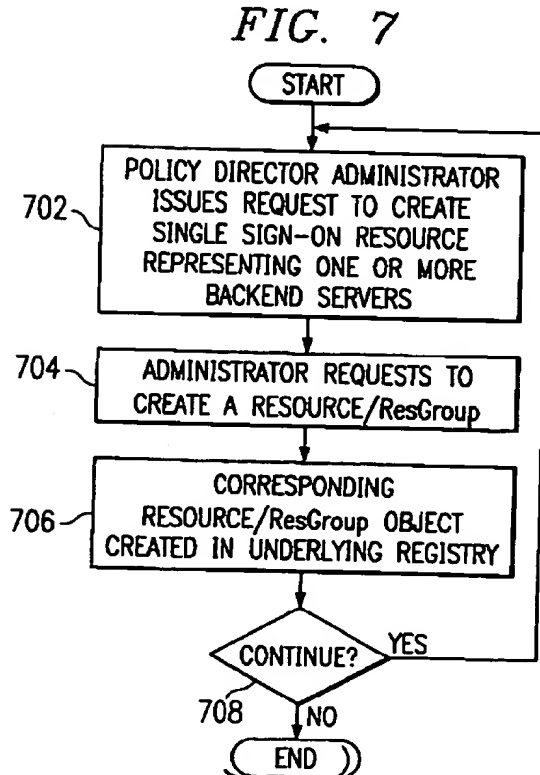 FIG. 7
START
702
POLICY DIRECTOR ADMINISTRATOR
ISSUES REQUEST TO CREATE
SINGLE SIGN-ON RESOURCE
REPRESENTING ONE OR MORE
BACKEND SERVERS
704
ADMINISTRATOR REQUESTS TO
CREATE A RESOURCE/ResGroup
706
CORRESPONDING
RESOURCE/ResGroup OBJECT
CREATED IN UNDERLYING REGISTRY
CONTINUE?
YES
708
NO
END